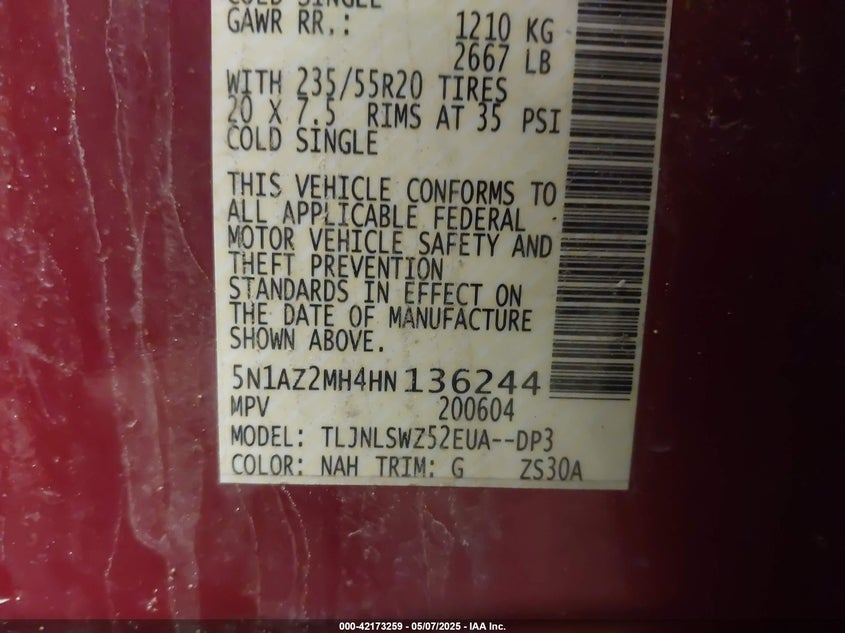 COLD SINGLE
GAWR RR.: 1210 KG
2667 LB
WITH 235/55R20 TIRES
20 X 7.5 RIMS AT 35 PSI
COLD SINGLE
THIS VEHICLE CONFORMS TO
ALL APPLICABLE FEDERAL
MOTOR VEHICLE SAFETY AND
THEFT PREVENTION
STANDARDS IN EFFECT ON
THE DATE OF MANUFACTURE
SHOWN ABOVE.
5N1AZ2MH4HN136244
MPV 200604
MODEL: TLJNLSWZ52EUA--DP3
COLOR: NAH TRIM: G ZS30A
000-42173259 - 05/07/2025 - IAA Inc.